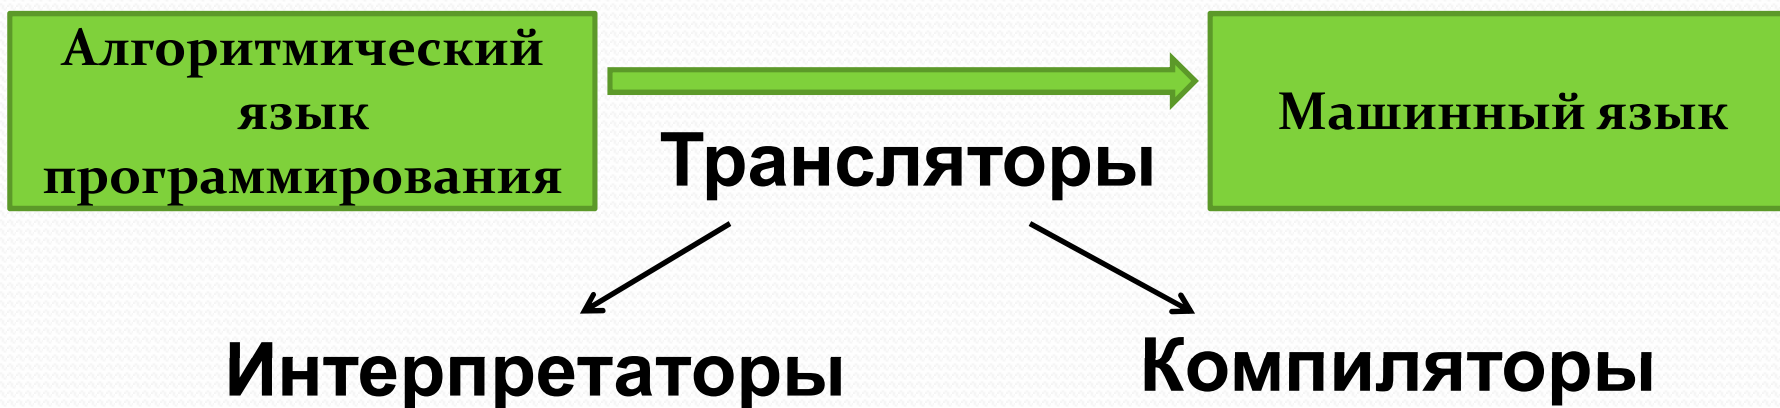 Алгоритмический
язык
программирования
Машинный язык
Трансляторы
Интерпретаторы
Компиляторы